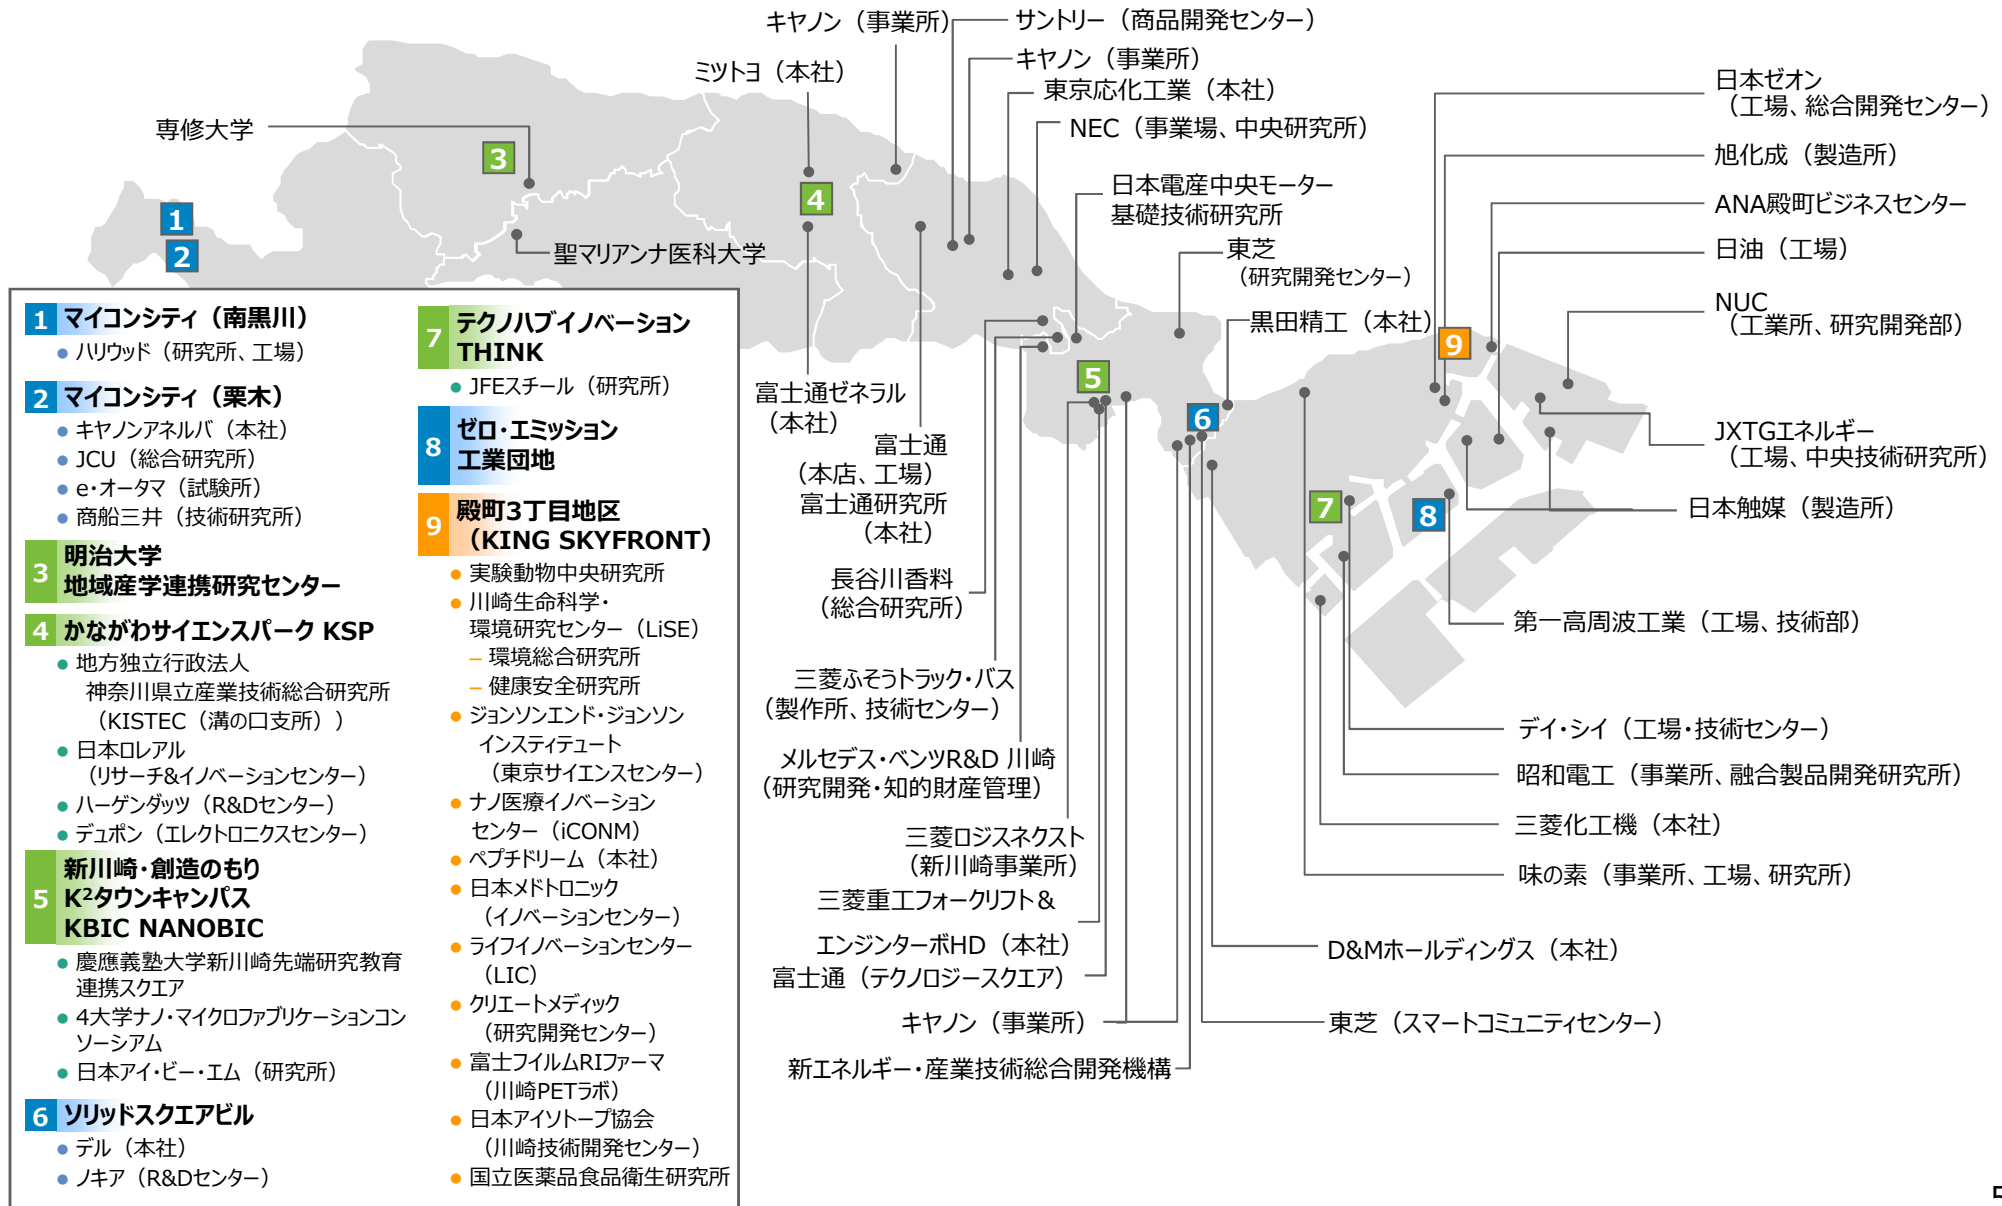 キヤノン（事業所）
サントリー（商品開発センター）
ミツトヨ（本社）
キヤノン（事業所）
東京応化工業（本社）
NEC（事業場、中央研究所）
専修大学
3
4
日本電産中央モーター
基礎技術研究所
1
2
聖マリアンナ医科大学
東芝
（研究開発センター）
黒田精工（本社）
日本ゼオン
（工場、総合開発センター）
旭化成（製造所）
ANA殿町ビジネスセンター
日油（工場）
NUC
（工業所、研究開発部）
9
5
6
7
8
JXTGエネルギー
（工場、中央技術研究所）
日本触媒（製造所）
第一高周波工業（工場、技術部）
デイ・シイ（工場・技術センター）
昭和電工（事業所、融合製品開発研究所）
三菱化工機（本社）
味の素（事業所、工場、研究所）
D&Mホールディングス（本社）
東芝（スマートコミュニティセンター）
富士通ゼネラル
（本社）
富士通
（本店、工場）
富士通研究所
（本社）
長谷川香料
（総合研究所）
三菱ふそうトラック・バス
（製作所、技術センター）
メルセデス・ベンツR&D 川崎
（研究開発・知的財産管理）
三菱ロジスネクスト
（新川崎事業所）
三菱重工フォークリフト＆
エンジンターボHD（本社）
富士通（テクノロジースクエア）
キヤノン（事業所）
新エネルギー・産業技術総合開発機構
1 マイコンシティ（南黒川）
● ハリウッド（研究所、工場）
2 マイコンシティ（栗木）
● キヤノンアネルバ（本社）
● JCU（総合研究所）
● e・オータマ（試験所）
● 商船三井（技術研究所）
3 明治大学
地域産学連携研究センター
4 かながわサイエンスパーク KSP
● 地方独立行政法人
神奈川県立産業技術総合研究所
（KISTEC（溝の口支所））
● 日本ロレアル
（リサーチ&イノベーションセンター）
● ハーゲンダッツ（R&Dセンター）
● デュポン（エレクトロニクスセンター）
5 新川崎・創造のもり
K²タウンキャンパス
KBIC NANOBIC
● 慶應義塾大学新川崎先端研究教育
連携スクエア
● 4大学ナノ・マイクロファブリケーションコン
ソーシアム
● 日本アイ・ビー・エム（研究所）
6 ソリッドスクエアビル
● デル（本社）
● ノキア（R&Dセンター）
7 テクノハブイノベーション
THINK
● JFEスチール（研究所）
8 ゼロ・エミッション
工業団地
9 殿町3丁目地区
（KING SKYFRONT）
● 実験動物中央研究所
● 川崎生命科学・
環境研究センター（LiSE）
– 環境総合研究所
– 健康安全研究所
● ジョンソンエンド・ジョンソン
インスティテュート
（東京サイエンスセンター）
● ナノ医療イノベーション
センター（iCONM）
● ペプチドリーム（本社）
● 日本メドトロニック
（イノベーションセンター）
● ライフイノベーションセンター
（LIC）
● クリエートメディック
（研究開発センター）
● 富士フイルムRIファーマ
（川崎PETラボ）
● 日本アイソトープ協会
（川崎技術開発センター）
● 国立医薬品食品衛生研究所